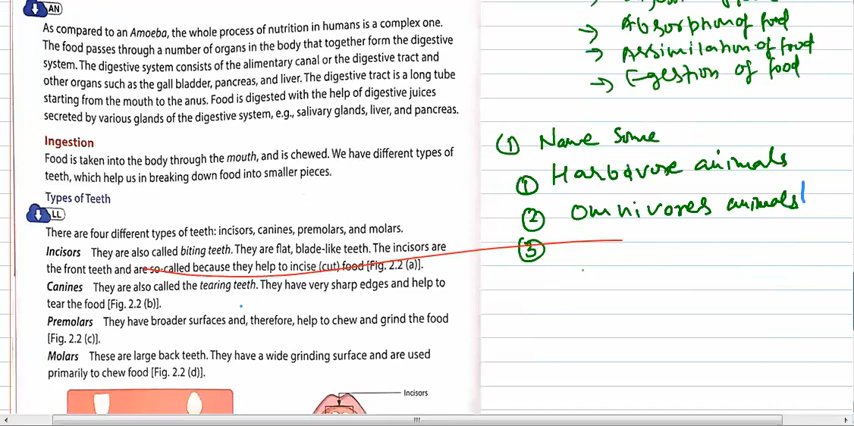 AN
As compared to an Amoeba, the whole process of nutrition in humans is a complex one.
The food passes through a number of organs in the body that together form the digestive
system. The digestive system consists of the alimentary canal or the digestive tract and
other organs such as the gall bladder, pancreas, and liver. The digestive tract is a long tube
starting from the mouth to the anus. Food is digested with the help of digestive juices
secreted by various glands of the digestive system, e.g., salivary glands, liver, and pancreas.
Ingestion
Food is taken into the body through the mouth, and is chewed. We have different types of
teeth, which help us in breaking down food into smaller pieces.
Types of Teeth
LL
There are four different types of teeth: incisors, canines, premolars, and molars.
Incisors They are also called biting teeth. They are flat, blade-like teeth. The incisors are
the front teeth and are so-called because they help to incise (cut) food [Fig. 2.2 (a)].
Canines They are also called the tearing teeth. They have very sharp edges and help to
tear the food [Fig. 2.2 (b)].
Premolars They have broader surfaces and, therefore, help to chew and grind the food
[Fig. 2.2 (c)].
Molars These are large back teeth. They have a wide grinding surface and are used
primarily to chew food [Fig. 2.2 (d)].
Incisors
→ Absorption of food
→ Assimilation of food
→ Egestion of food
① Name Some
① Harbavore animals
② Omnivores animals
③